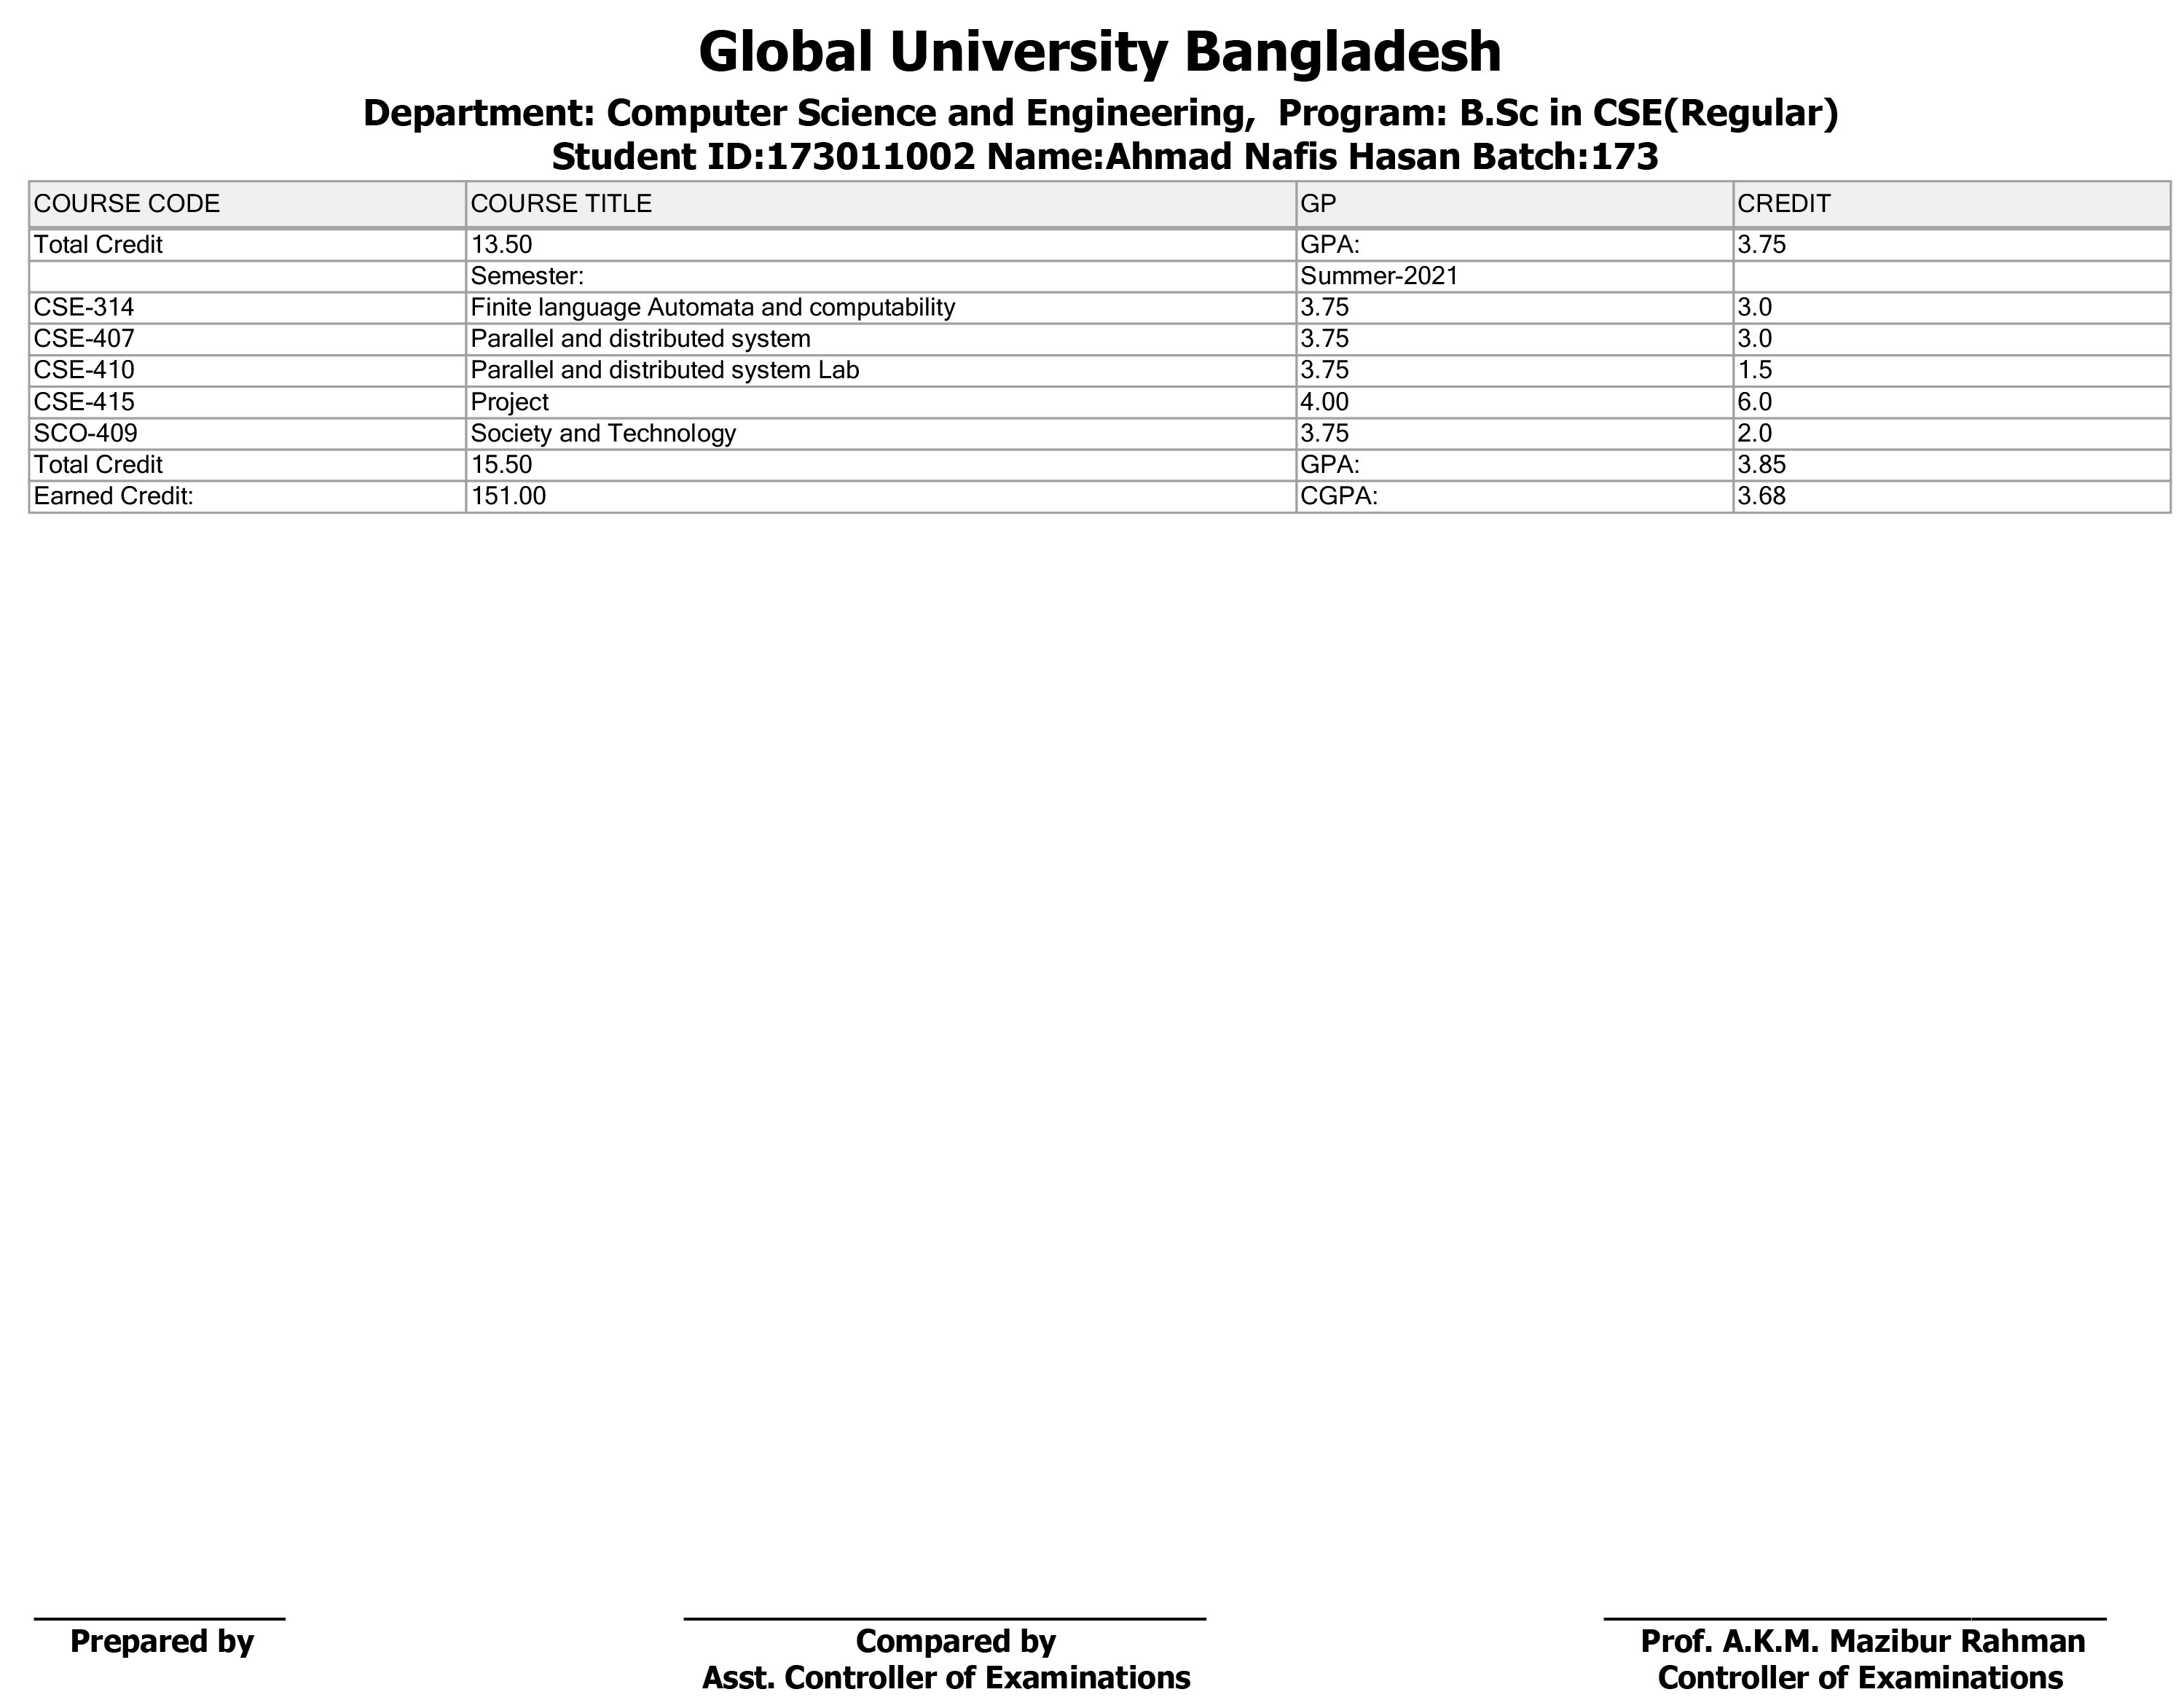 Global University Bangladesh
Department: Computer Science and Engineering,  Program: B.Sc in CSE(Regular)
Student ID:173011002 Name:Ahmad Nafis Hasan Batch:173
COURSE CODE COURSE TITLE GP CREDIT
Total Credit 13.50 GPA: 3.75
Semester: Summer-2021
CSE-314 Finite language Automata and computability 3.75 3.0
CSE-407 Parallel and distributed system 3.75 3.0
CSE-410 Parallel and distributed system Lab 3.75 1.5
CSE-415 Project 4.00 6.0
SCO-409 Society and Technology 3.75 2.0
Total Credit 15.50 GPA: 3.85
Earned Credit: 151.00 CGPA: 3.68
Prepared by Compared by Prof. A.K.M. Mazibur Rahman
Asst. Controller of Examinations Controller of Examinations